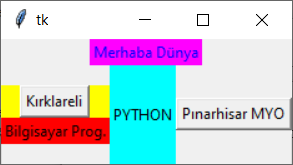 tk
Merhaba Dünya
Kırklareli
PYTHON
Pınarhisar MYO
Bilgisayar Prog.